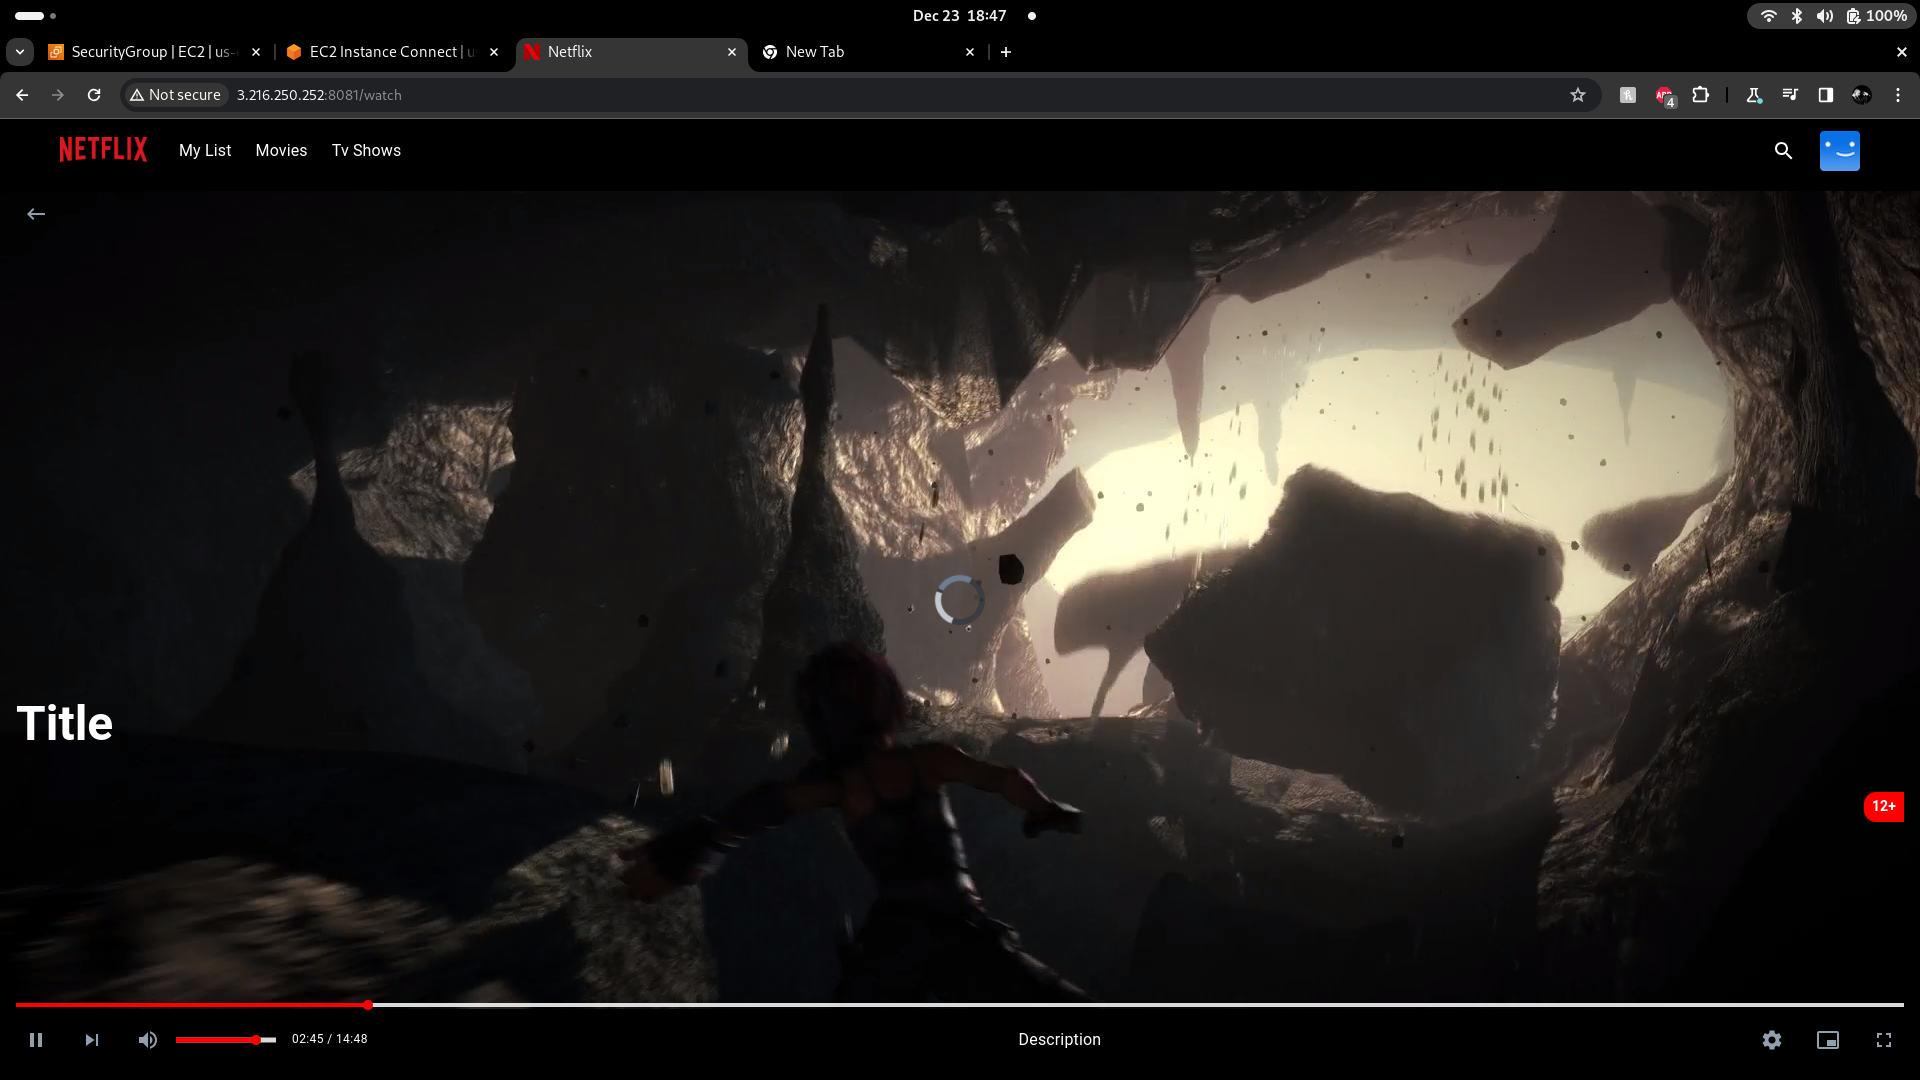 Dec 23 18:47
100%
SecurityGroup | EC2 | us-
EC2 Instance Connect | u
Netflix
New Tab
Not secure
3.216.250.252:8081/watch
4
NETFLIX
My List
Movies
Tv Shows
Title
12+
02:45 / 14:48
Description